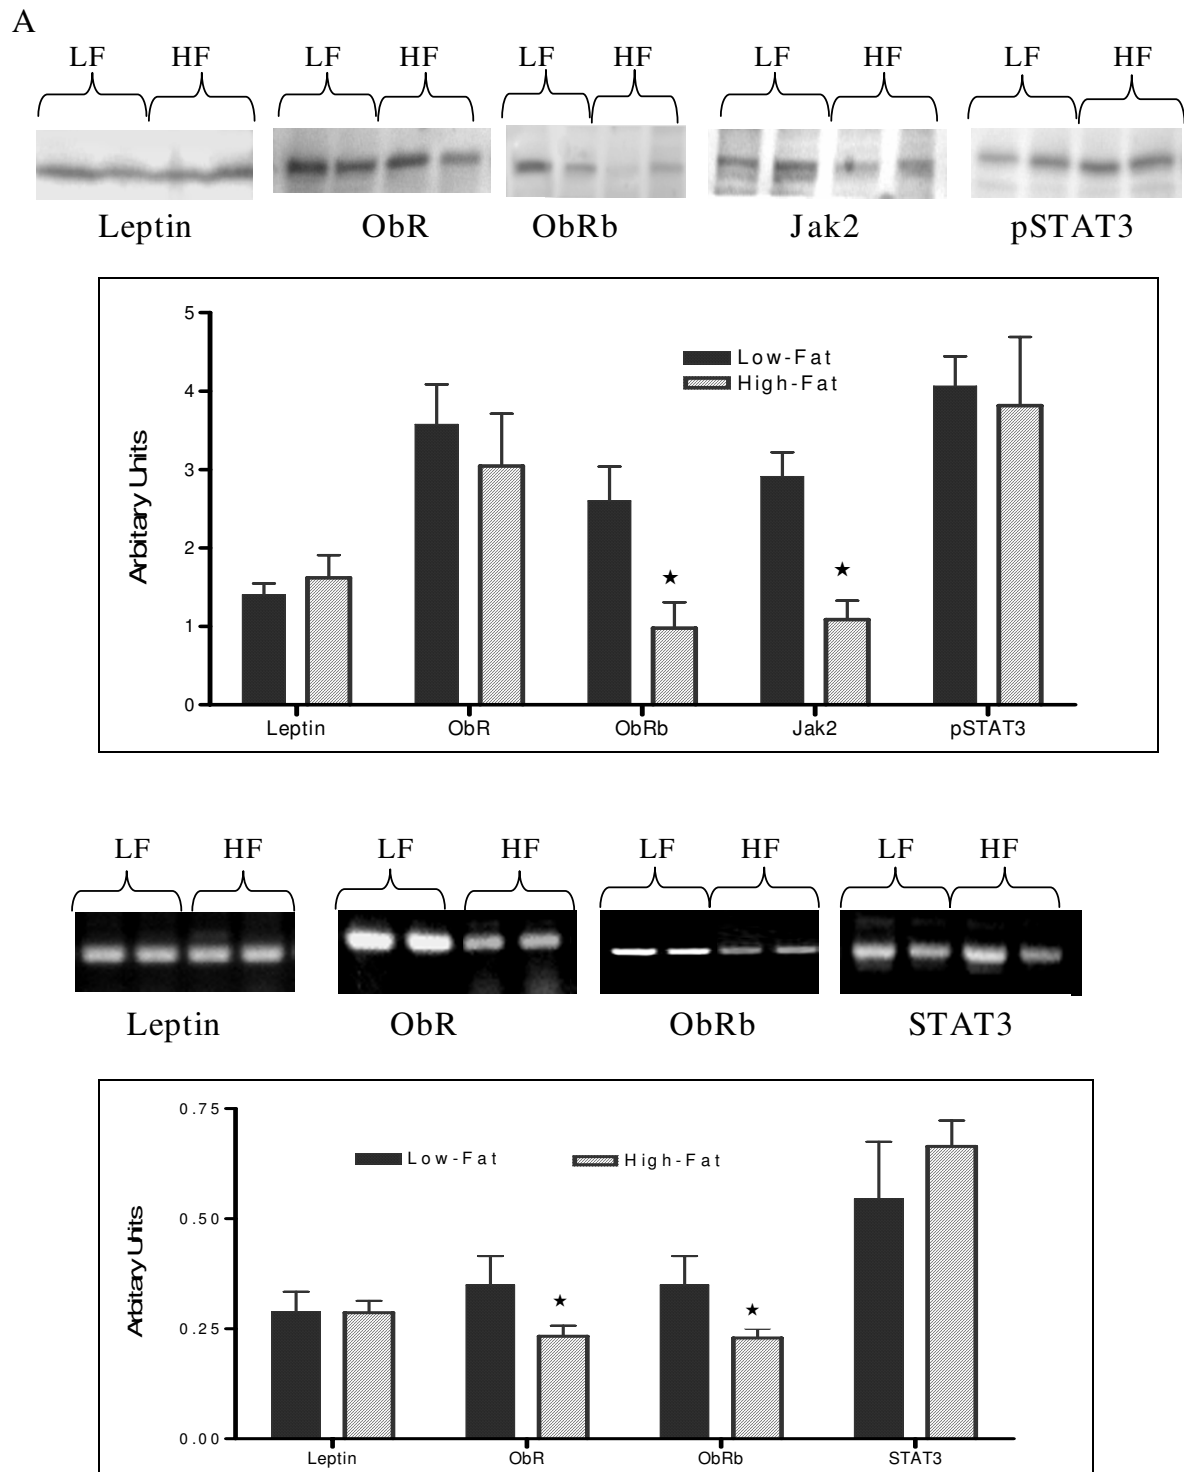 A
LF HF LF HF LF HF LF HF LF HF
Leptin ObR ObRb Jak2 pSTAT3
5
4
3
2
1
0
Arbitary Units
Low-Fat
High-Fat
★ ★
Leptin ObR ObRb Jak2 pSTAT3
LF HF LF HF LF HF LF HF
Leptin ObR ObRb STAT3
0.75
0.50
0.25
0.00
Arbitary Units
Low-Fat High-Fat
★ ★
Leptin ObR ObRb STAT3